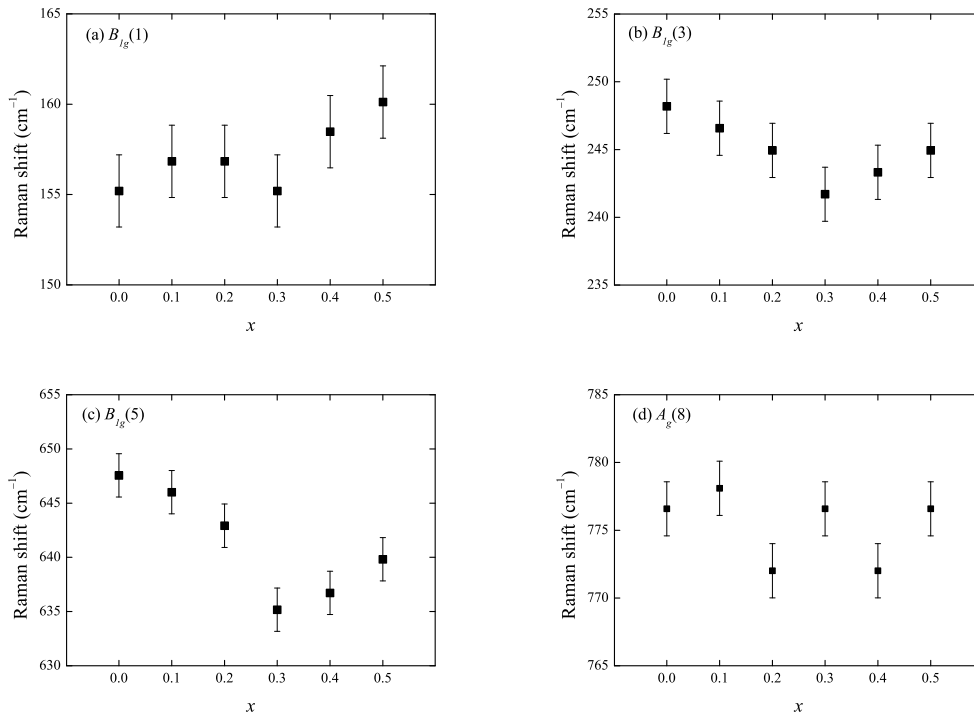 (a) B1g(1)
Raman shift (cm⁻¹)
165
160
155
150
0.0 0.1 0.2 0.3 0.4 0.5
x
(b) B1g(3)
Raman shift (cm⁻¹)
255
250
245
240
235
0.0 0.1 0.2 0.3 0.4 0.5
x
(c) B1g(5)
Raman shift (cm⁻¹)
655
650
645
640
635
630
0.0 0.1 0.2 0.3 0.4 0.5
x
(d) Ag(8)
Raman shift (cm⁻¹)
785
780
775
770
765
0.0 0.1 0.2 0.3 0.4 0.5
x